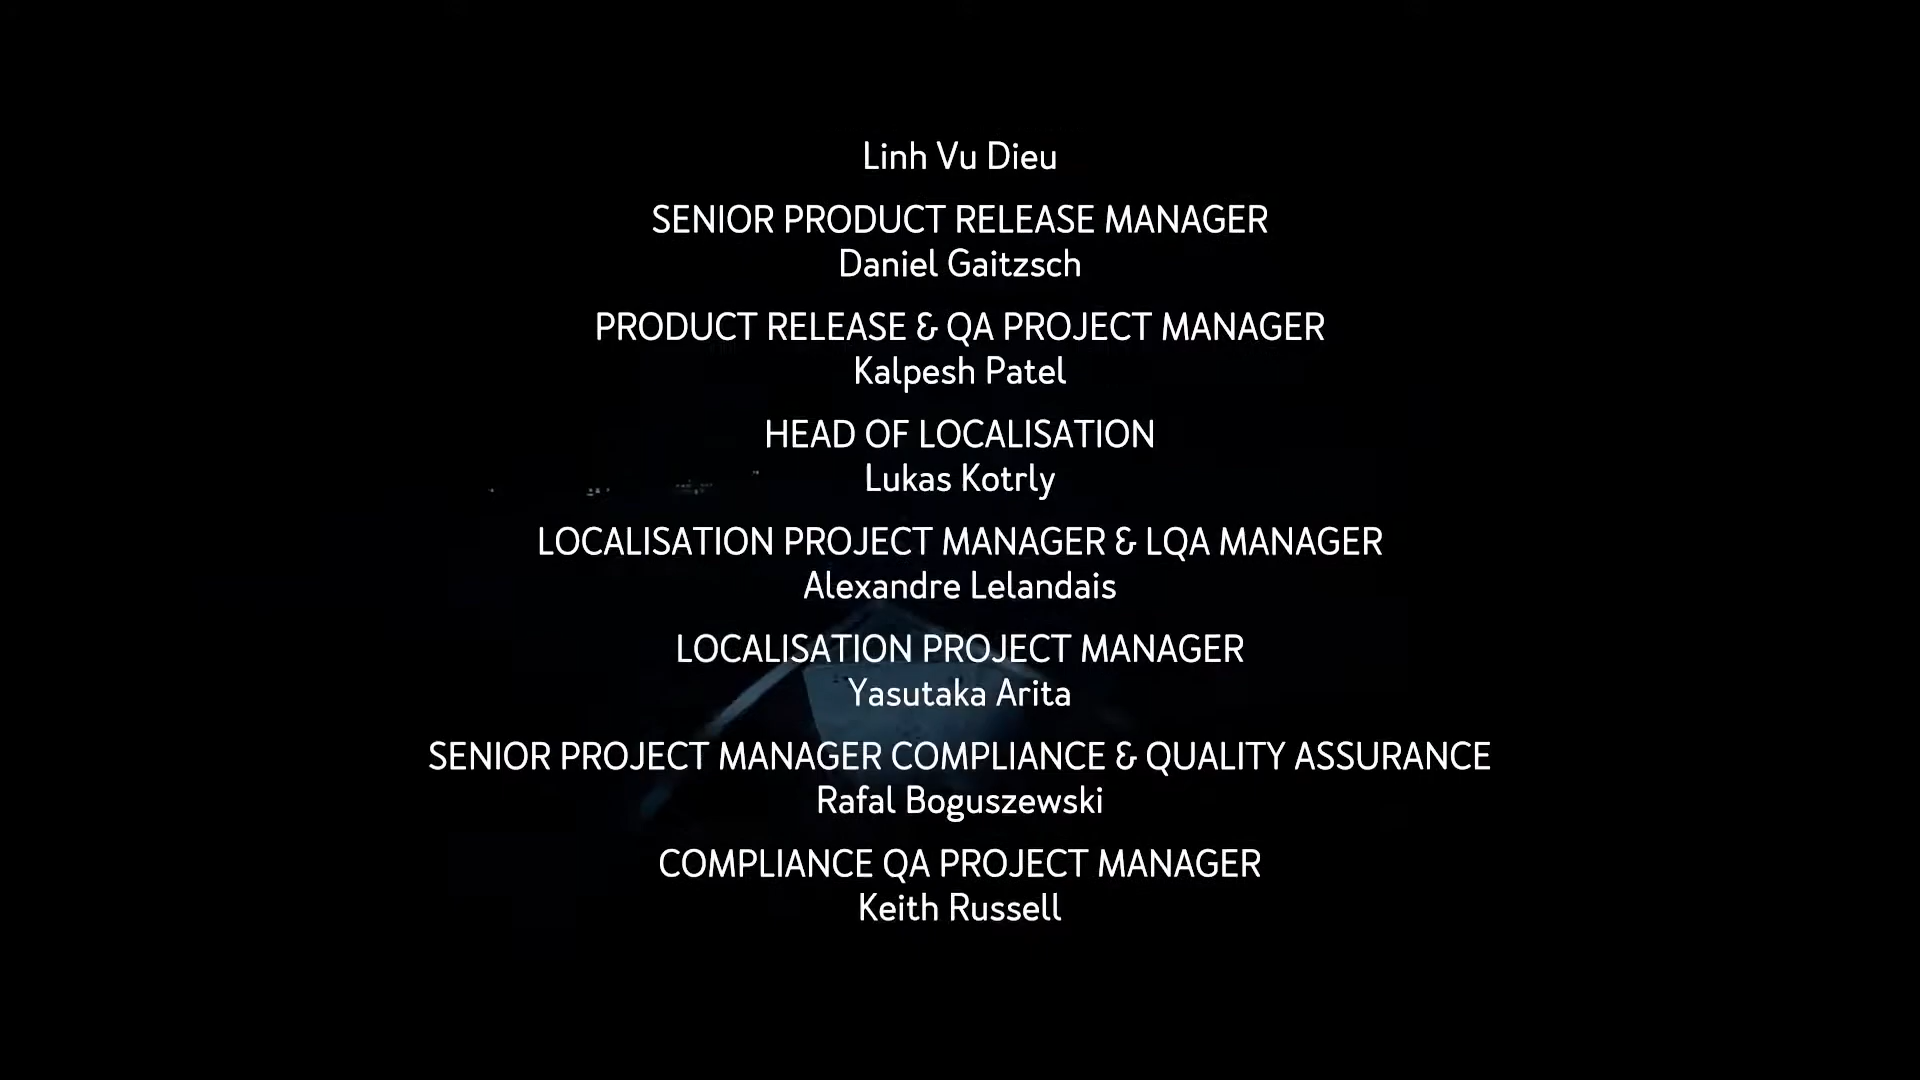 Linh Vu Dieu
SENIOR PRODUCT RELEASE MANAGER
Daniel Gaitzsch
PRODUCT RELEASE & QA PROJECT MANAGER
Kalpesh Patel
HEAD OF LOCALISATION
Lukas Kotrly
LOCALISATION PROJECT MANAGER & LQA MANAGER
Alexandre Lelandais
LOCALISATION PROJECT MANAGER
Yasutaka Arita
SENIOR PROJECT MANAGER COMPLIANCE & QUALITY ASSURANCE
Rafal Boguszewski
COMPLIANCE QA PROJECT MANAGER
Keith Russell